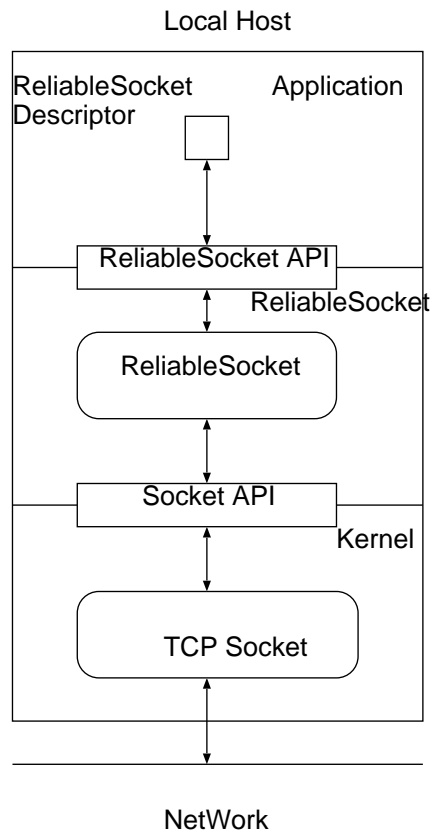 Local Host
ReliableSocket
Descriptor
Application
ReliableSocket API
ReliableSocket
ReliableSocket
Socket API
Kernel
TCP Socket
NetWork